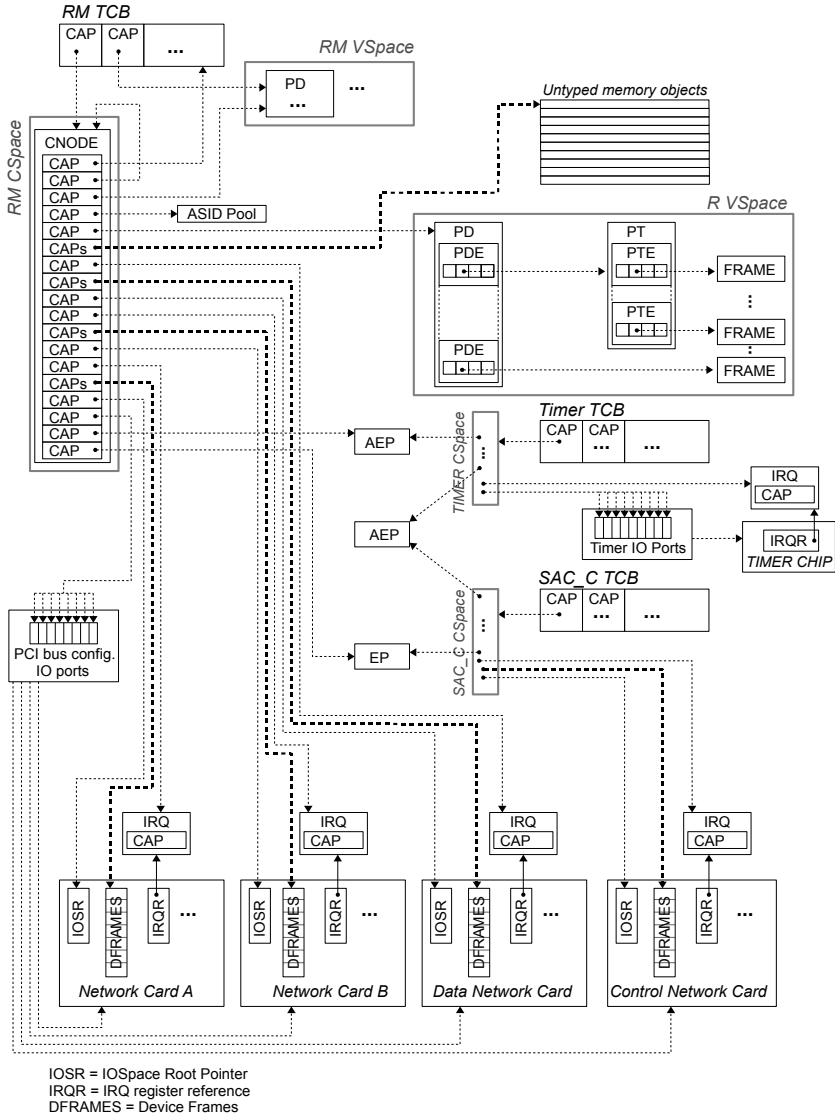 RM TCB
CAP CAP ...
RM VSpace
PD ...
...
Untyped memory objects
RM CSpace
CNODE
CAP
CAP
CAP
CAP
CAP
CAPs
CAP
CAPs
CAP
CAP
CAPs
CAP
CAP
CAPs
CAP
CAP
CAP
CAP
ASID Pool
R VSpace
PD PT
PDE PTE
FRAME
...
PTE
FRAME
...
PDE
FRAME
Timer TCB
CAP CAP
... ...
TIMER CSpace
...
AEP
IRQ
CAP
AEP
Timer IO Ports
IRQR
TIMER CHIP
SAC_C TCB
CAP CAP
... ...
SAC_C CSpace
...
EP
PCI bus config.
IO ports
IRQ IRQ IRQ IRQ
CAP CAP CAP CAP
IOSR DFRAMES IRQR ...
Network Card A
IOSR DFRAMES IRQR ...
Network Card B
IOSR DFRAMES IRQR ...
Data Network Card
IOSR DFRAMES IRQR ...
Control Network Card
IOSR = IOSpace Root Pointer
IRQR = IRQ register reference
DFRAMES = Device Frames